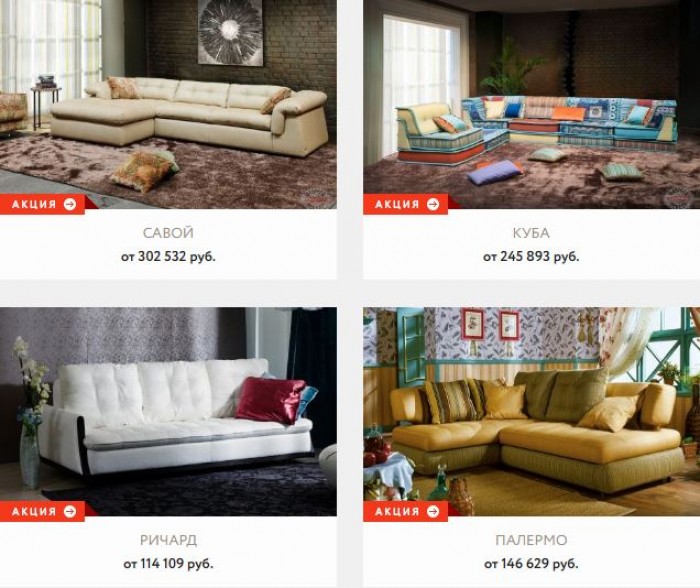 АКЦИЯ
АКЦИЯ
САВОЙ
КУБА
от 302 532 руб.
от 245 893 руб.
АКЦИЯ
АКЦИЯ
РИЧАРД
ПАЛЕРМО
от 114 109 руб.
от 146 629 руб.